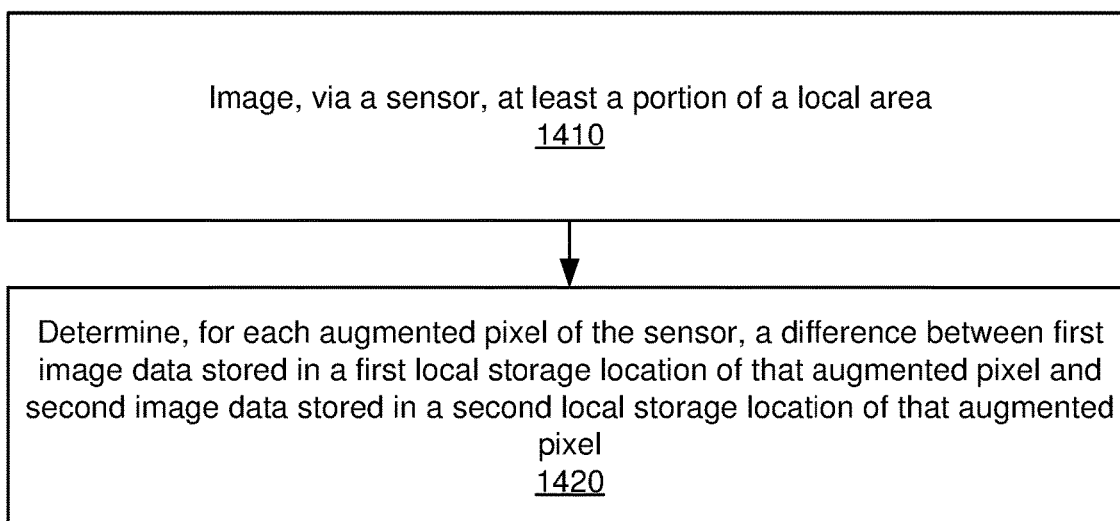 Image, via a sensor, at least a portion of a local area
1410
Determine, for each augmented pixel of the sensor, a difference between first
image data stored in a first local storage location of that augmented pixel and
second image data stored in a second local storage location of that augmented
pixel
1420